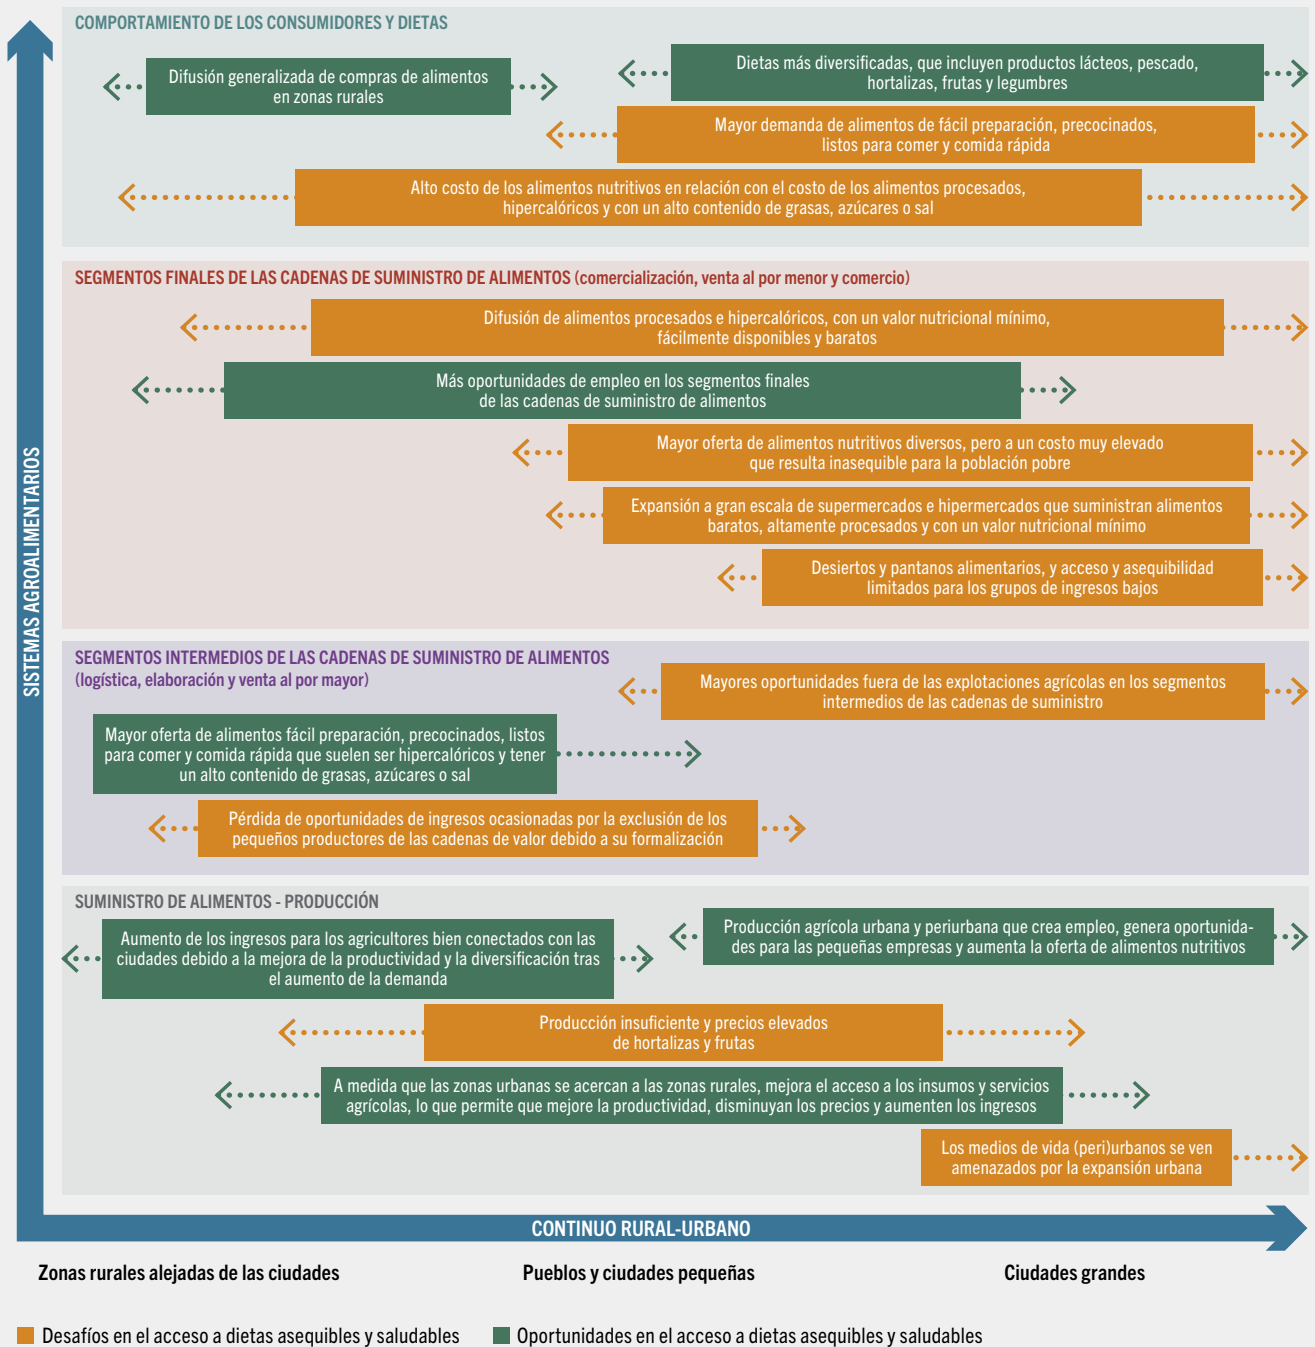 COMPORTAMIENTO DE LOS CONSUMIDORES Y DIETAS
Difusión generalizada de compras de alimentos
en zonas rurales
Dietas más diversificadas, que incluyen productos lácteos, pescado,
hortalizas, frutas y legumbres
Mayor demanda de alimentos de fácil preparación, precocinados,
listos para comer y comida rápida
Alto costo de los alimentos nutritivos en relación con el costo de los alimentos procesados,
hipercalóricos y con un alto contenido de grasas, azúcares o sal
SEGMENTOS FINALES DE LAS CADENAS DE SUMINISTRO DE ALIMENTOS (comercialización, venta al por menor y comercio)
Difusión de alimentos procesados e hipercalóricos, con un valor nutricional mínimo,
fácilmente disponibles y baratos
Más oportunidades de empleo en los segmentos finales
de las cadenas de suministro de alimentos
Mayor oferta de alimentos nutritivos diversos, pero a un costo muy elevado
que resulta inasequible para la población pobre
Expansión a gran escala de supermercados e hipermercados que suministran alimentos
baratos, altamente procesados y con un valor nutricional mínimo
Desiertos y pantanos alimentarios, y acceso y asequibilidad
limitados para los grupos de ingresos bajos
SISTEMAS AGROALIMENTARIOS
SEGMENTOS INTERMEDIOS DE LAS CADENAS DE SUMINISTRO DE ALIMENTOS
(logística, elaboración y venta al por mayor)
Mayores oportunidades fuera de las explotaciones agrícolas en los segmentos
intermedios de las cadenas de suministro
Mayor oferta de alimentos fácil preparación, precocinados, listos
para comer y comida rápida que suelen ser hipercalóricos y tener
un alto contenido de grasas, azúcares o sal
Pérdida de oportunidades de ingresos ocasionadas por la exclusión de los
pequeños productores de las cadenas de valor debido a su formalización
SUMINISTRO DE ALIMENTOS - PRODUCCIÓN
Aumento de los ingresos para los agricultores bien conectados con las
ciudades debido a la mejora de la productividad y la diversificación tras
el aumento de la demanda
Producción agrícola urbana y periurbana que crea empleo, genera oportunida-
des para las pequeñas empresas y aumenta la oferta de alimentos nutritivos
Producción insuficiente y precios elevados
de hortalizas y frutas
A medida que las zonas urbanas se acercan a las zonas rurales, mejora el acceso a los insumos y servicios
agrícolas, lo que permite que mejore la productividad, disminuyan los precios y aumenten los ingresos
Los medios de vida (peri)urbanos se ven
amenazados por la expansión urbana
CONTINUO RURAL-URBANO
Zonas rurales alejadas de las ciudades
Pueblos y ciudades pequeñas
Ciudades grandes
Desafíos en el acceso a dietas asequibles y saludables
Oportunidades en el acceso a dietas asequibles y saludables